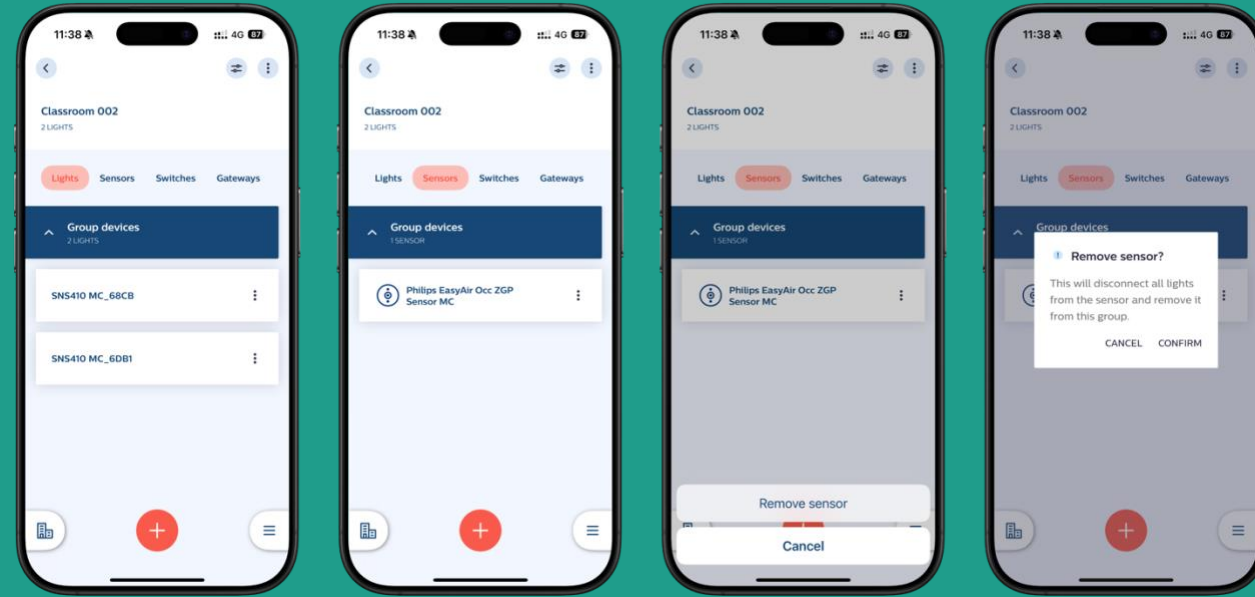 11:38 4G 87
Classroom 002
2 LIGHTS
Lights Sensors Switches Gateways
Group devices
2 LIGHTS
SNS410 MC_68CB
SNS410 MC_6DB1
11:38 4G 87
Classroom 002
2 LIGHTS
Lights Sensors Switches Gateways
Group devices
1 SENSOR
Philips EasyAir Occ ZGP
Sensor MC
11:38 4G 87
Classroom 002
2 LIGHTS
Lights Sensors Switches Gateways
Group devices
1 SENSOR
Philips EasyAir Occ ZGP
Sensor MC
Remove sensor
Cancel
11:38 4G 87
Classroom 002
2 LIGHTS
Lights Sensors Switches Gateways
Group devices
Remove sensor?
This will disconnect all lights
from the sensor and remove it
from this group.
CANCEL CONFIRM